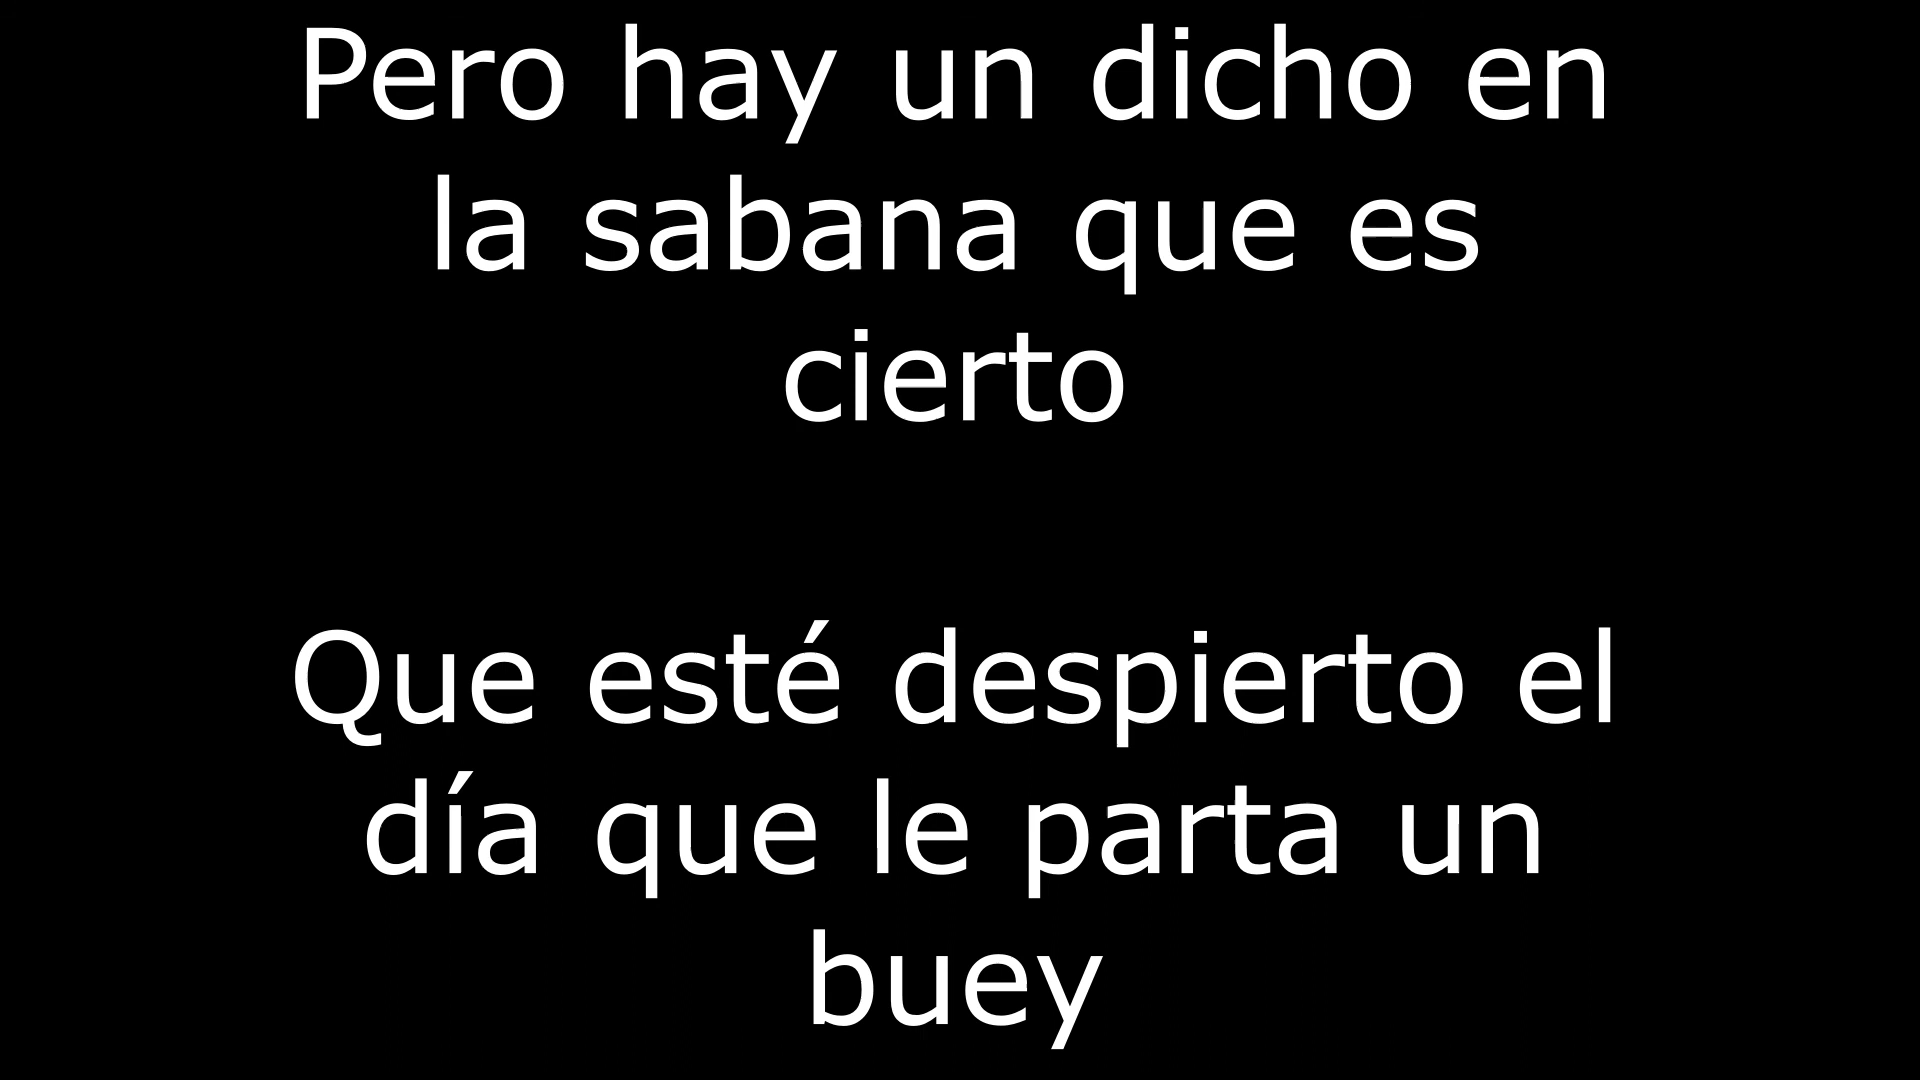 Pero hay un dicho en
la sabana que es
cierto
Que esté despierto el
día que le parta un
buey